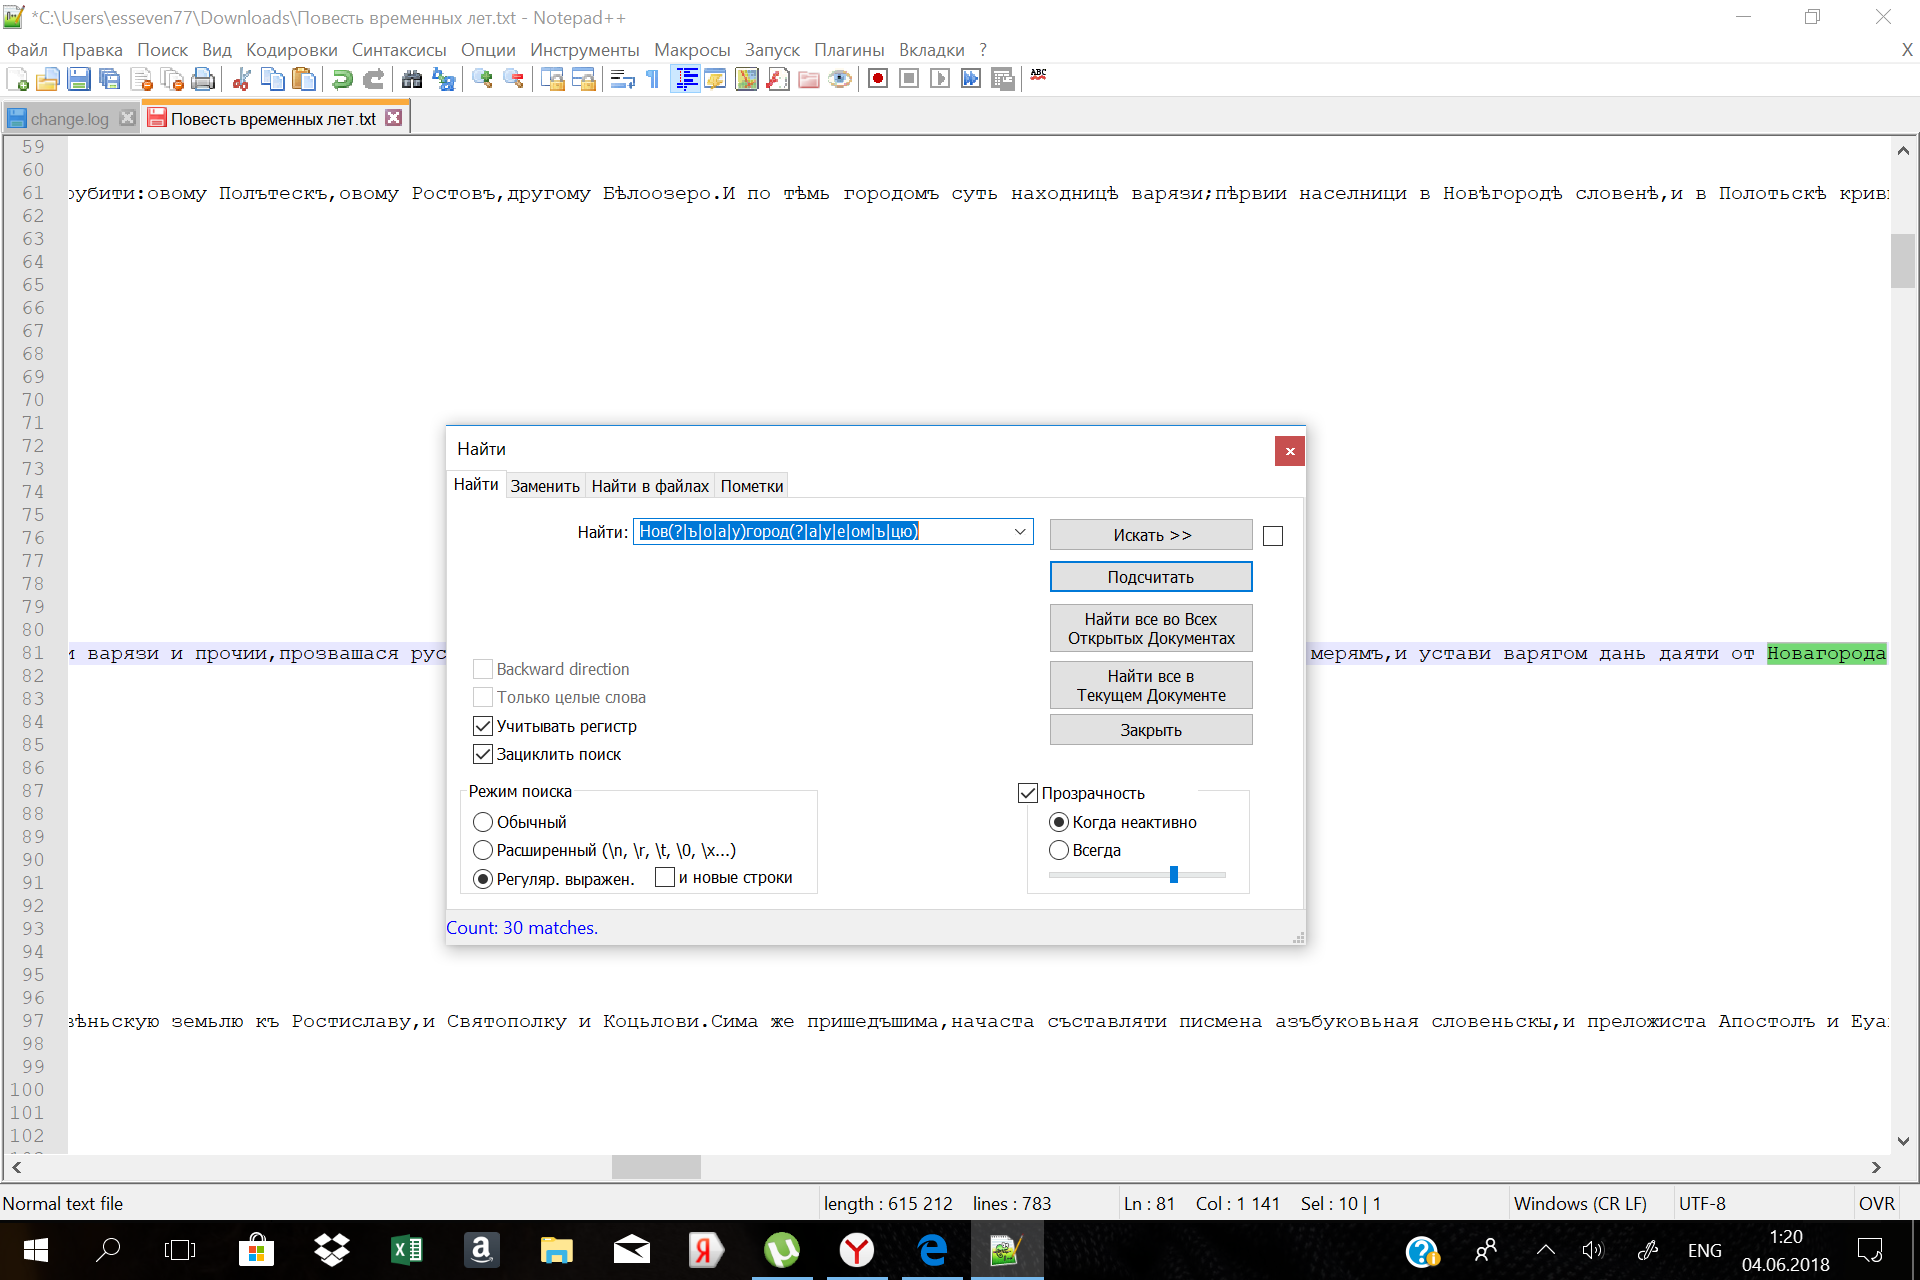 *C:\Users\esseven77\Downloads\Повесть временных лет.txt - Notepad++
Файл Правка Поиск Вид Кодировки Синтаксисы Опции Инструменты Макросы Запуск Плагины Вкладки ? X
ABC
change.log Повесть временных лет.txt
59
60
61 рубити:овому Полътескъ,овому Ростовъ,другому Бѣлоозеро.И по тѣмь городомъ суть находницѣ варязи;пѣрвии населници в Новѣгородѣ словенѣ,и в Полотьскѣ криви
62
63
64
65
66
67
68
69
70
71
72
73
74
75
76
77
78
79
80
81 и варязи и прочии,прозвашася рус мерямъ,и устави варягом дань даяти от Новагорода
82
83
84
85
86
87
88
89
90
91
92
93
94
95
96
97 вѣньскую земьлю къ Ростиславу,и Святополку и Коцьлови.Сима же пришедъшима,начаста съставляти писмена азъбуковьная словеньскы,и преложиста Апостолъ и Еуа
98
99
100
101
102
Найти
Найти Заменить Найти в файлах Пометки
Найти: Нов(?|ъ|о|а|у)город(?|а|у|е|ом|ъ|цю) Искать >>
Подсчитать
Найти все во Всех
Открытых Документах
Backward direction
Только целые слова
Найти все в
Текущем Документе
Учитывать регистр
Закрыть
Зациклить поиск
Режим поиска
Прозрачность
Обычный
Когда неактивно
Расширенный (\n, \r, \t, \0, \x...)
Всегда
Регуляр. выражен. и новые строки
Count: 30 matches.
Normal text file length : 615 212 lines : 783 Ln : 81 Col : 1 141 Sel : 10 | 1 Windows (CR LF) UTF-8 OVR
ENG 1:20
04.06.2018